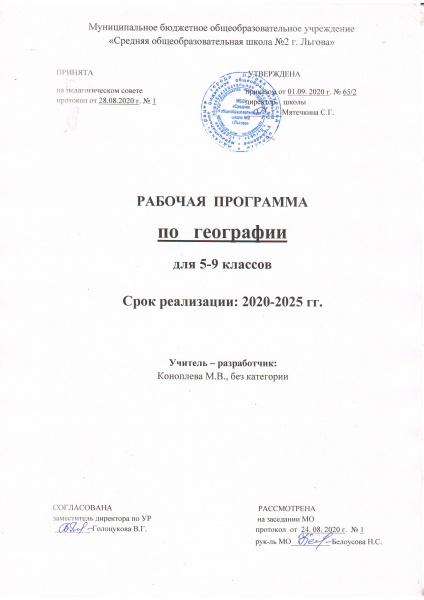 Муниципальное бюджетное общеобразовательное учреждение
«Средняя общеобразовательная школа №2 г. Льгова»
ПРИНЯТА
на педагогическом совете
протокол от 28.08.2020 г. № 1
УТВЕРЖДЕНА
приказом от 01.09. 2020 г. № 65/2
директор школы
Мятечкина С.Г.
РАБОЧАЯ ПРОГРАММА
по географии
для 5-9 классов
Срок реализации: 2020-2025 гг.
Учитель – разработчик:
Коноплева М.В., без категории
СОГЛАСОВАНА
заместитель директора по УР
Голоцукова В.Г.
РАССМОТРЕНА
на заседании МО
протокол от 24. 08. 2020 г. № 1
рук-ль МО Белоусова Н.С.